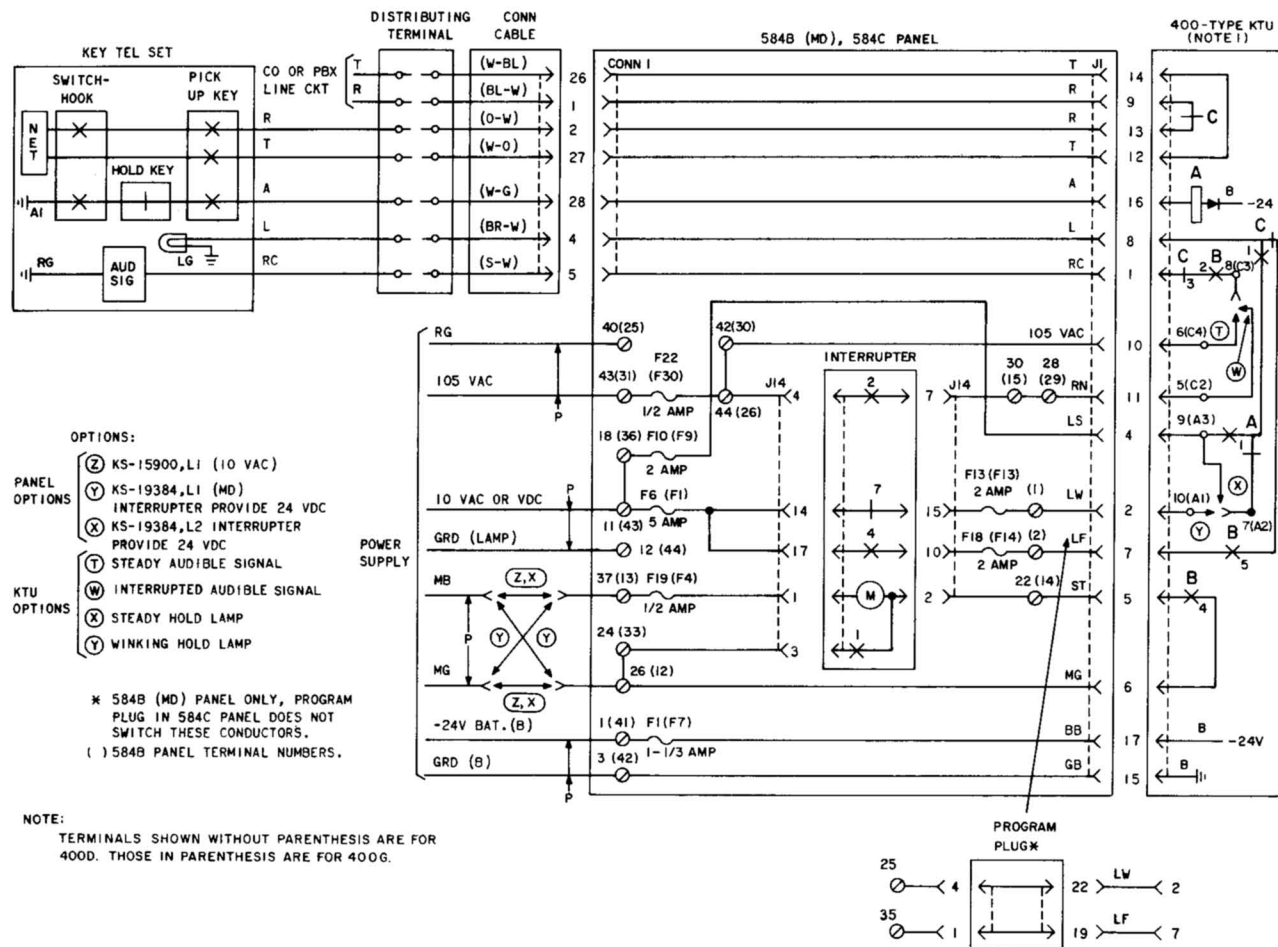 DISTRIBUTING TERMINAL
CONN CABLE
584B (MD), 584C PANEL
400-TYPE KTU (NOTE 1)
KEY TEL SET
SWITCH-HOOK
PICK UP KEY
HOLD KEY
NET
A1
LG
RG
AUD SIG
CO OR PBX LINE CKT
T (W-BL) 26 CONN 1 T J1 14
R (BL-W) 1 R 9
R (O-W) 2 R 13
C
T (W-O) 27 T 12
A (W-G) 28 A 16 A B -24
L (BR-W) 4 L 8 C 1
RC (S-W) 5 RC 1 C 3 2 B 8(C3)
RG 40(25) 42(30) 105 VAC 10 6(C4) T
INTERRUPTER
W
105 VAC 43(31) F22 (F30) 1/2 AMP 44(26) J14 4 2 7 J14 30 (15) 28 (29) RN 11 5(C2)
P
18 (36) F10 (F9) 2 AMP LS 4 9(A3) A 1
X
10 VAC OR VDC P 11 (43) F6 (F1) 5 AMP 14 7 15 F13 (F13) 2 AMP (1) LW 2 10(A1) Y 7(A2)
GRD (LAMP) 12 (44) 17 4 10 F18 (F14) 2 AMP (2) LF 7 B 5
POWER SUPPLY
MB Z,X 37 (13) F19 (F4) 1/2 AMP 1 M 2 22 (14) ST 5 B 4
P Y Y
24 (33) 3 1
MG Z,X 26 (12) MG 6
-24V BAT.(B) 1 (41) F1(F7) 1-1/3 AMP BB 17 B -24V
GRD (B) 3 (42) GB 15 B
P
OPTIONS:
PANEL OPTIONS
Z KS-15900,L1 (10 VAC)
Y KS-19384,L1 (MD)
INTERRUPTER PROVIDE 24 VDC
X KS-19384,L2 INTERRUPTER
PROVIDE 24 VDC
KTU OPTIONS
T STEADY AUDIBLE SIGNAL
W INTERRUPTED AUDIBLE SIGNAL
X STEADY HOLD LAMP
Y WINKING HOLD LAMP
* 584B (MD) PANEL ONLY, PROGRAM
PLUG IN 584C PANEL DOES NOT
SWITCH THESE CONDUCTORS.
( ) 584B PANEL TERMINAL NUMBERS.
NOTE:
TERMINALS SHOWN WITHOUT PARENTHESIS ARE FOR
400D. THOSE IN PARENTHESIS ARE FOR 400G.
PROGRAM
PLUG*
25 4 22 LW 2
35 1 19 LF 7